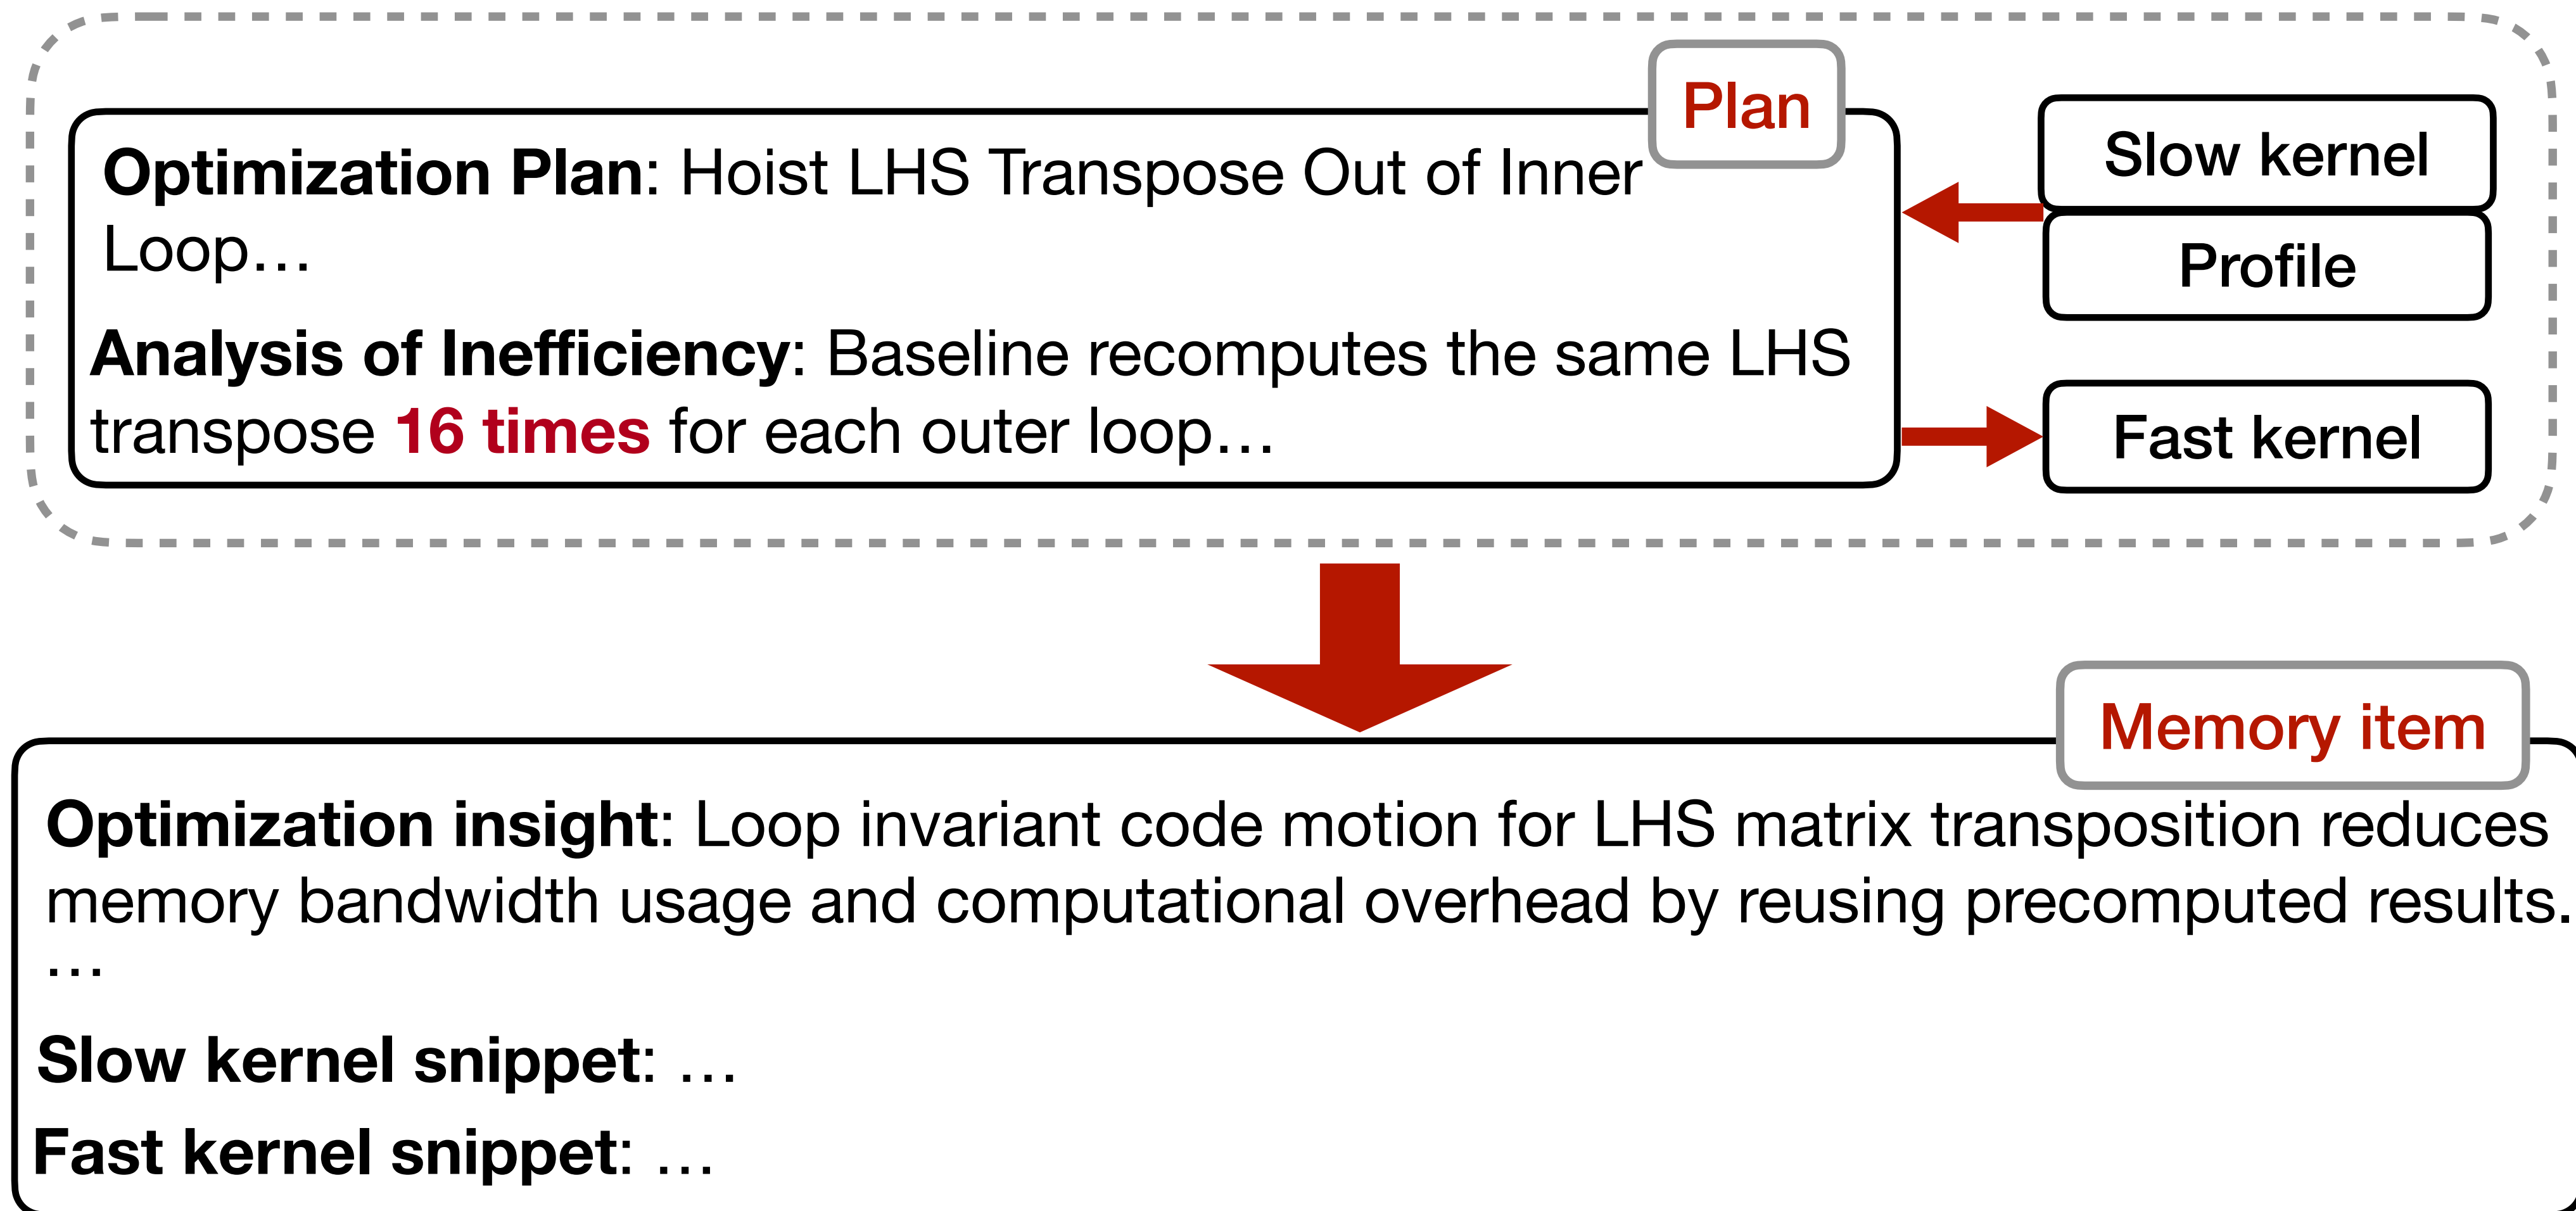 Plan
Optimization Plan: Hoist LHS Transpose Out of Inner
Loop…
Analysis of Inefficiency: Baseline recomputes the same LHS
transpose 16 times for each outer loop…
Slow kernel
Profile
Fast kernel
Memory item
Optimization insight: Loop invariant code motion for LHS matrix transposition reduces
memory bandwidth usage and computational overhead by reusing precomputed results.
…
Slow kernel snippet: …
Fast kernel snippet: …